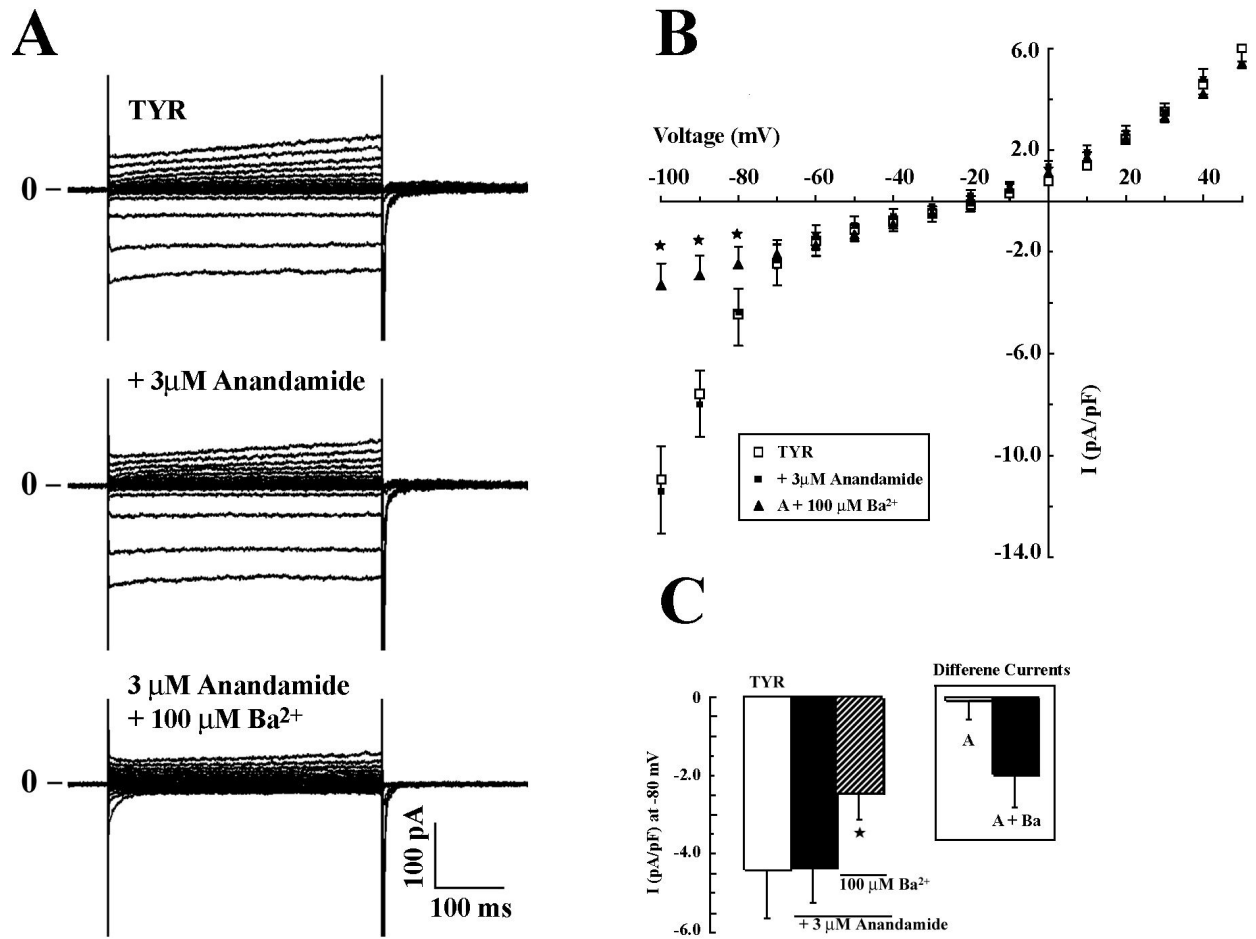 A
TYR
0
+ 3µM Anandamide
0
3 µM Anandamide
+ 100 µM Ba²⁺
0
100 pA
100 ms
B
Voltage (mV)
-100 -80 -60 -40 -20 20 40
6.0
2.0
-2.0
-6.0
-10.0
-14.0
I (pA/pF)
TYR
+ 3µM Anandamide
A + 100 µM Ba²⁺
C
TYR
0
-2.0
-4.0
-6.0
I (pA/pF) at -80 mV
100 µM Ba²⁺
+ 3 µM Anandamide
Differene Currents
A
A + Ba